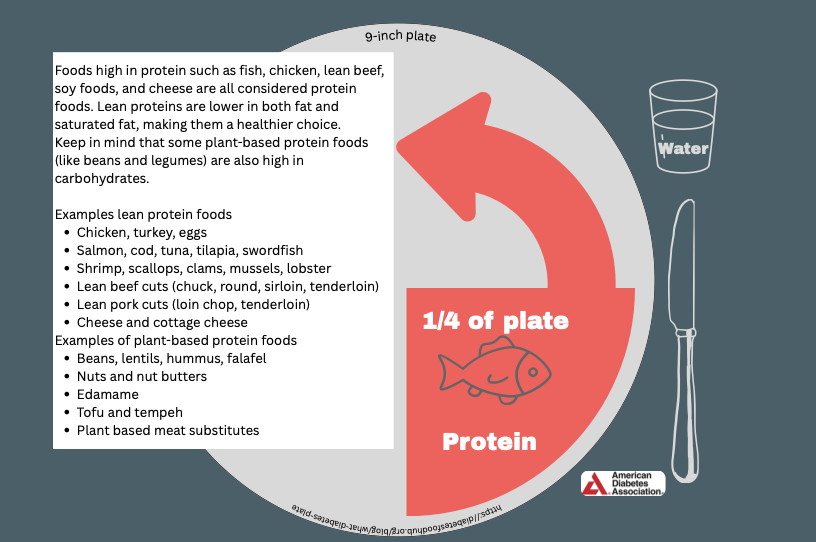 9-inch plate
Foods high in protein such as fish, chicken, lean beef,
soy foods, and cheese are all considered protein
foods. Lean proteins are lower in both fat and
saturated fat, making them a healthier choice.
Keep in mind that some plant-based protein foods
(like beans and legumes) are also high in
carbohydrates.
Examples lean protein foods
• Chicken, turkey, eggs
• Salmon, cod, tuna, tilapia, swordfish
• Shrimp, scallops, clams, mussels, lobster
• Lean beef cuts (chuck, round, sirloin, tenderloin)
• Lean pork cuts (loin chop, tenderloin)
• Cheese and cottage cheese
Examples of plant-based protein foods
• Beans, lentils, hummus, falafel
• Nuts and nut butters
• Edamame
• Tofu and tempeh
• Plant based meat substitutes
Water
1/4 of plate
Protein
American
Diabetes
Association.
https://diabetesfoodhub.org/blog/what-diabetes-plate